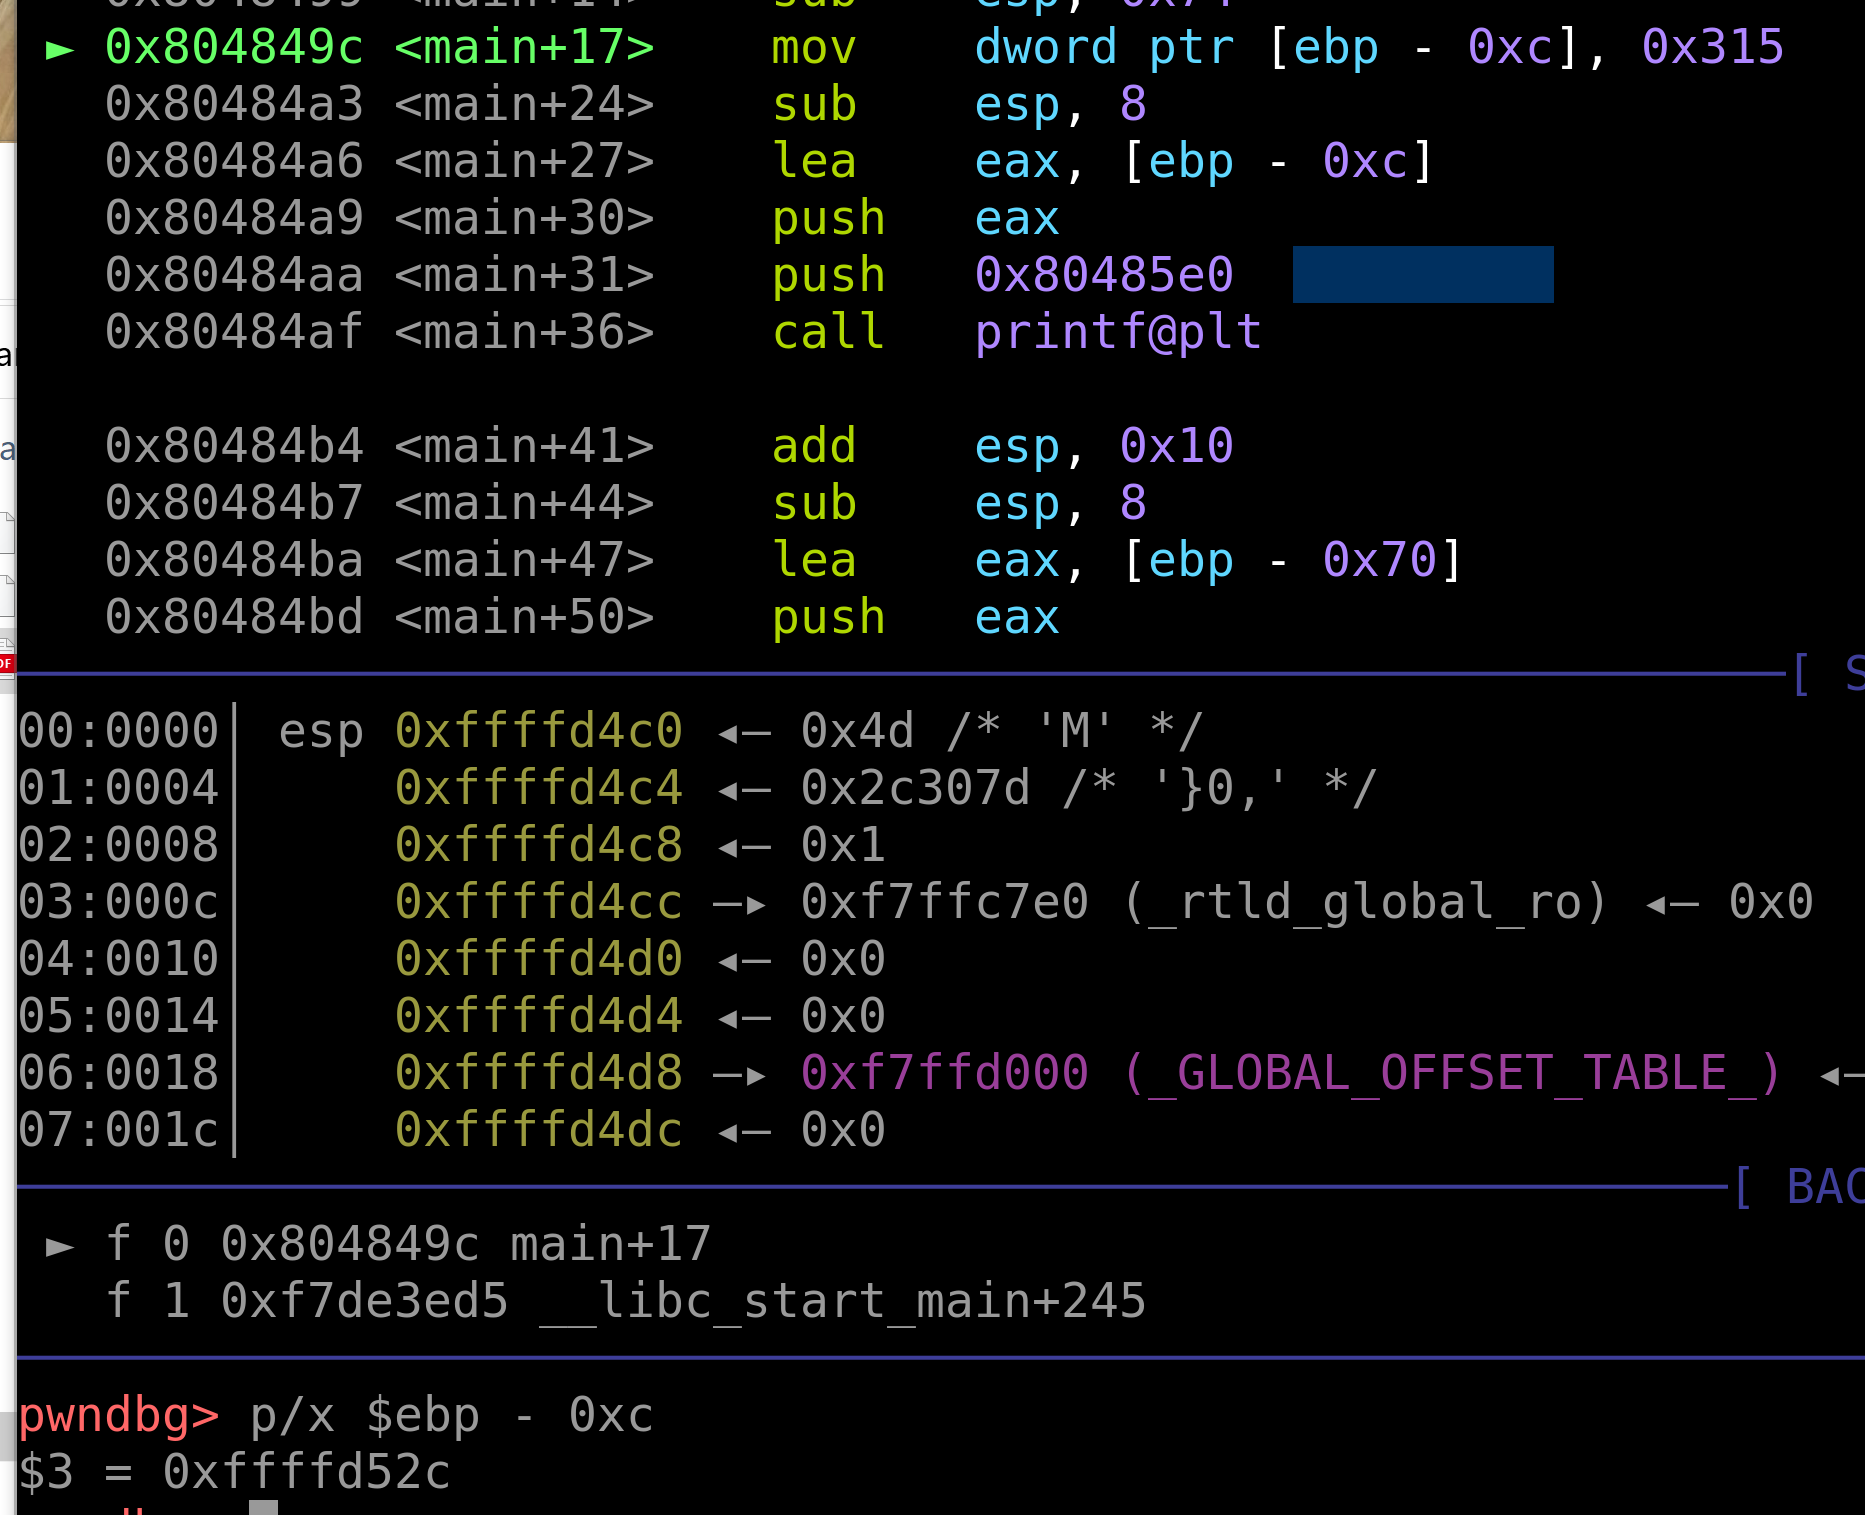 ► 0x804849c <main+17> mov dword ptr [ebp - 0xc], 0x315
0x80484a3 <main+24> sub esp, 8
0x80484a6 <main+27> lea eax, [ebp - 0xc]
0x80484a9 <main+30> push eax
0x80484aa <main+31> push 0x80485e0
0x80484af <main+36> call printf@plt
0x80484b4 <main+41> add esp, 0x10
0x80484b7 <main+44> sub esp, 8
0x80484ba <main+47> lea eax, [ebp - 0x70]
0x80484bd <main+50> push eax
[ S
00:0000│ esp 0xffffd4c0 ◂— 0x4d /* 'M' */
01:0004│ 0xffffd4c4 ◂— 0x2c307d /* '}0,' */
02:0008│ 0xffffd4c8 ◂— 0x1
03:000c│ 0xffffd4cc —▸ 0xf7ffc7e0 (_rtld_global_ro) ◂— 0x0
04:0010│ 0xffffd4d0 ◂— 0x0
05:0014│ 0xffffd4d4 ◂— 0x0
06:0018│ 0xffffd4d8 —▸ 0xf7ffd000 (_GLOBAL_OFFSET_TABLE_) ◂—
07:001c│ 0xffffd4dc ◂— 0x0
[ BAC
► f 0 0x804849c main+17
f 1 0xf7de3ed5 __libc_start_main+245
pwndbg> p/x $ebp - 0xc
$3 = 0xffffd52c